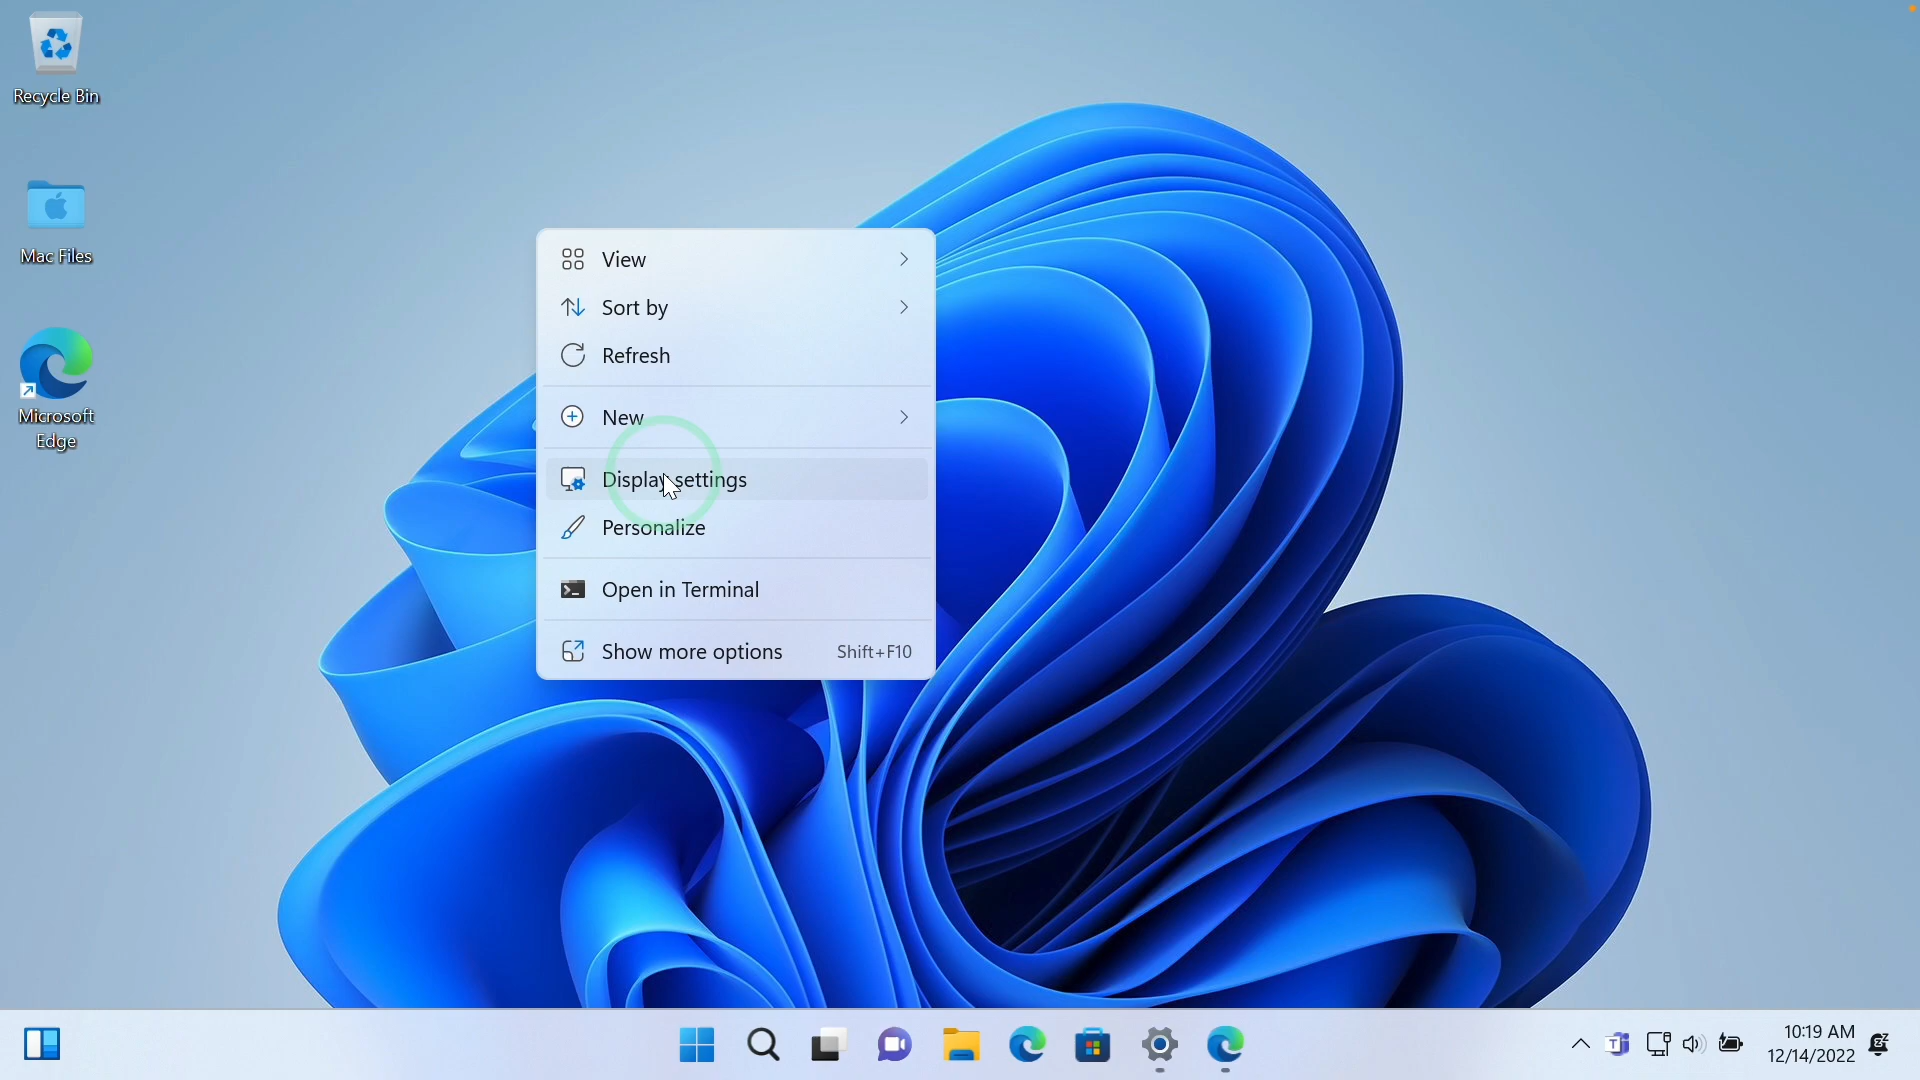 Recycle Bin
Mac Files
Microsoft
Edge
View
Sort by
Refresh
New
Display settings
Personalize
Open in Terminal
Show more options Shift+F10
10:19 AM
12/14/2022